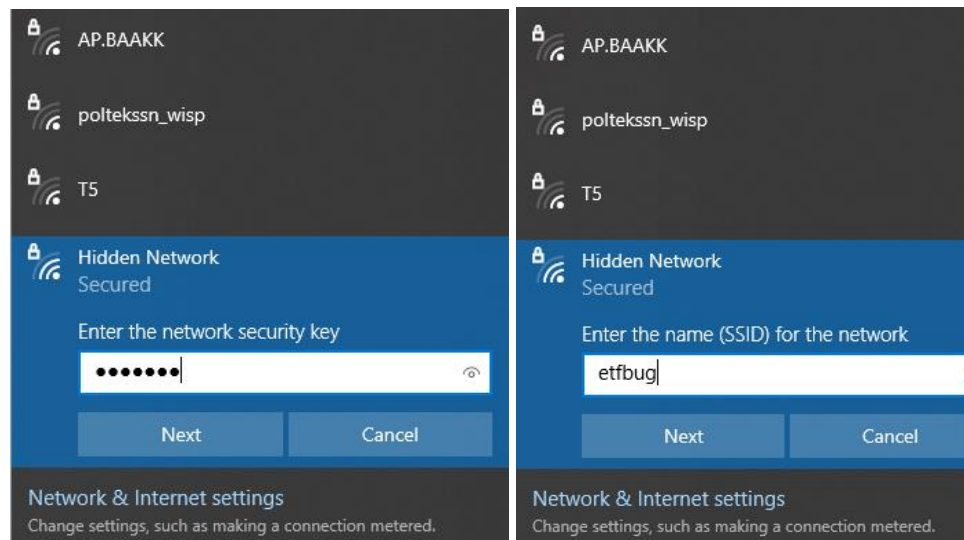 AP.BAAKK
poltekssn_wisp
T5
Hidden Network
Secured
Enter the network security key
•••••••
Next Cancel
Network & Internet settings
Change settings, such as making a connection metered.
AP.BAAKK
poltekssn_wisp
T5
Hidden Network
Secured
Enter the name (SSID) for the network
etfbug
Next Cancel
Network & Internet settings
Change settings, such as making a connection metered.